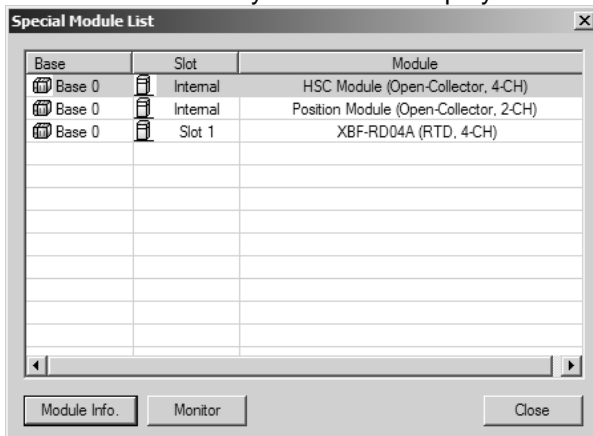 Special Module List
Base Slot Module
Base 0 Internal HSC Module (Open-Collector, 4-CH)
Base 0 Internal Position Module (Open-Collector, 2-CH)
Base 0 Slot 1 XBF-RD04A (RTD, 4-CH)
Module Info. Monitor Close